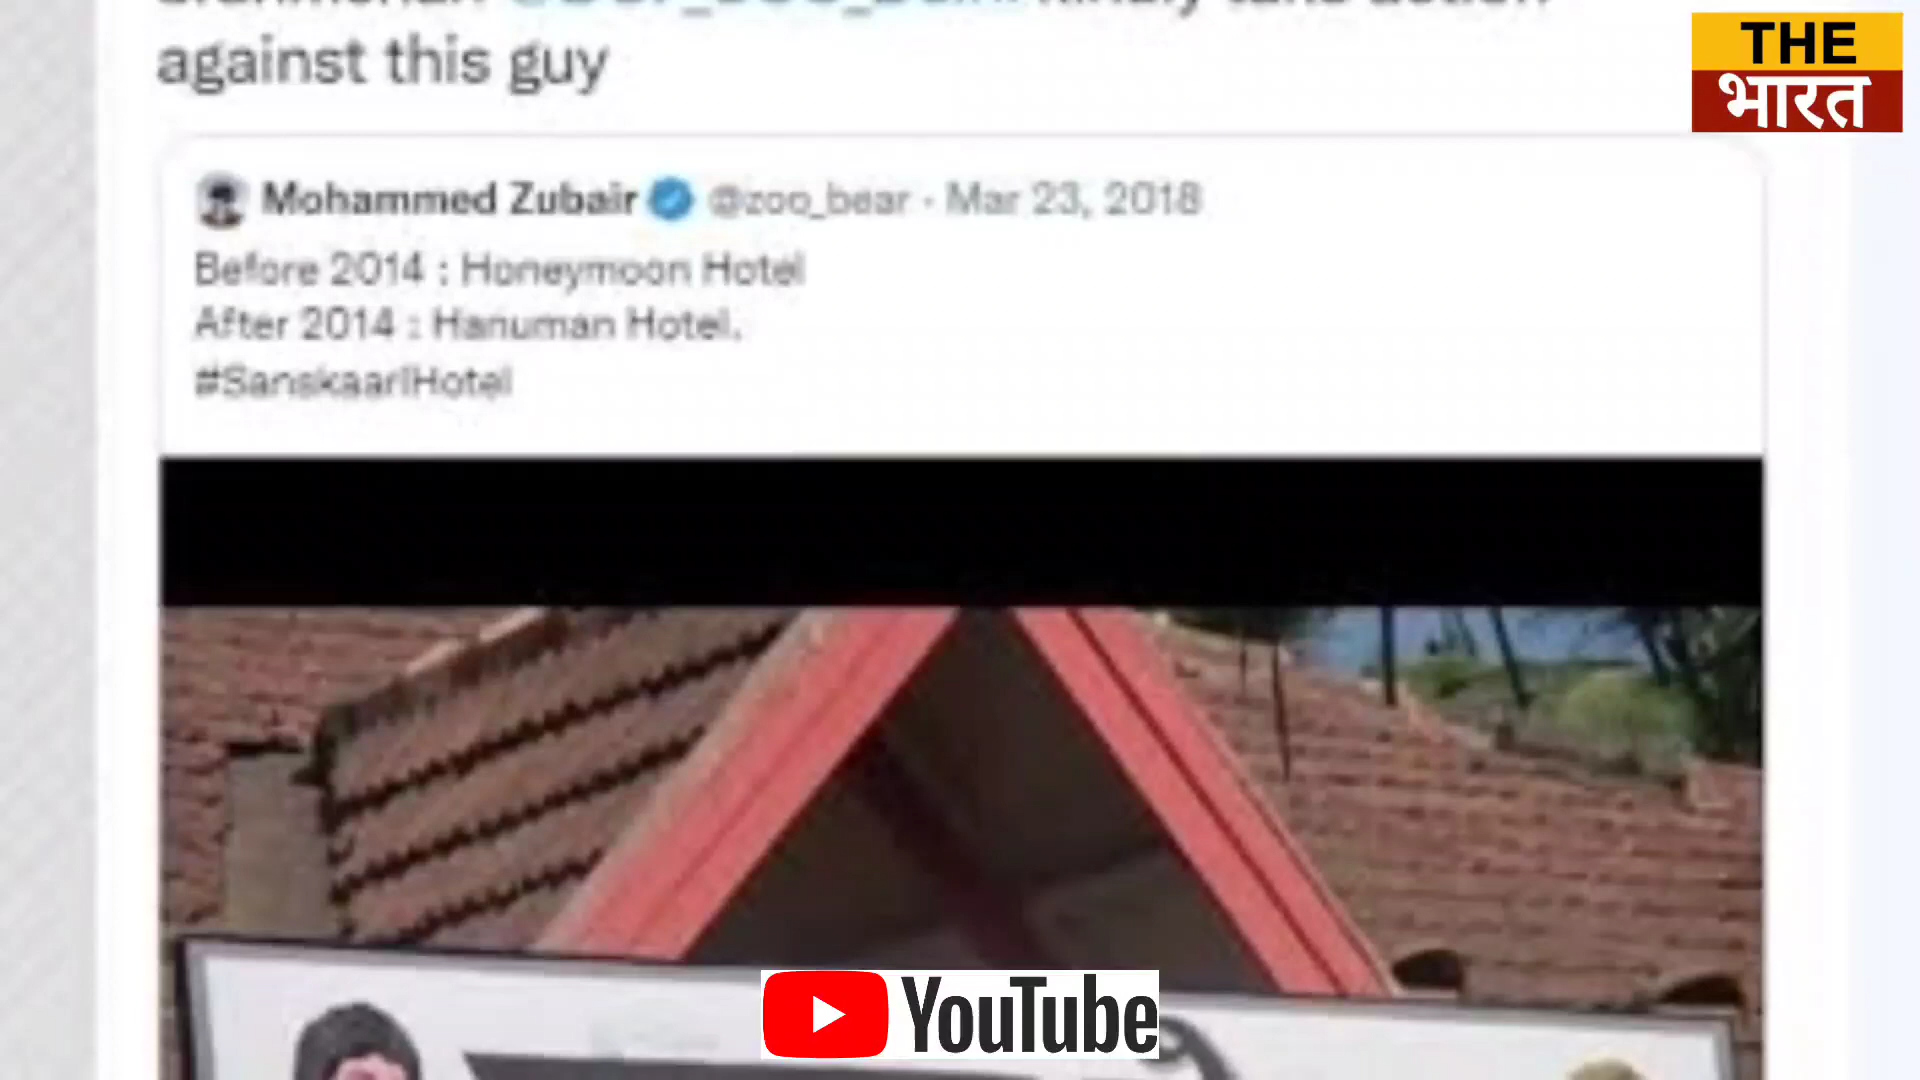 against this guy
THE
भारत
Mohammed Zubair @zoo_bear · Mar 23, 2018
Before 2014 : Honeymoon Hotel
After 2014 : Hanuman Hotel.
#SanskaariHotel
YouTube